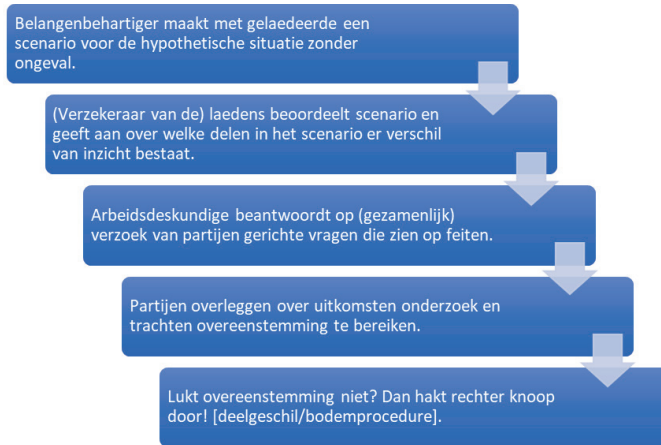 Belangenbehartiger maakt met gelaedeerde een
scenario voor de hypothetische situatie zonder
ongeval.
(Verzekeraar van de) laedens beoordeelt scenario en
geeft aan over welke delen in het scenario er verschil
van inzicht bestaat.
Arbeidsdeskundige beantwoordt op (gezamenlijk)
verzoek van partijen gerichte vragen die zien op feiten.
Partijen overleggen over uitkomsten onderzoek en
trachten overeenstemming te bereiken.
Lukt overeenstemming niet? Dan hakt rechter knoop
door! [deelgeschil/bodemprocedure].